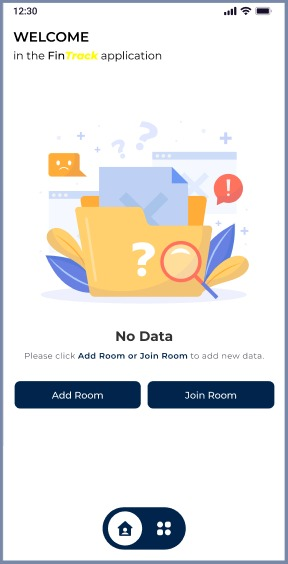 12:30
WELCOME
in the FinTrack application
?
?
!
?
No Data
Please click Add Room or Join Room to add new data.
Add Room
Join Room